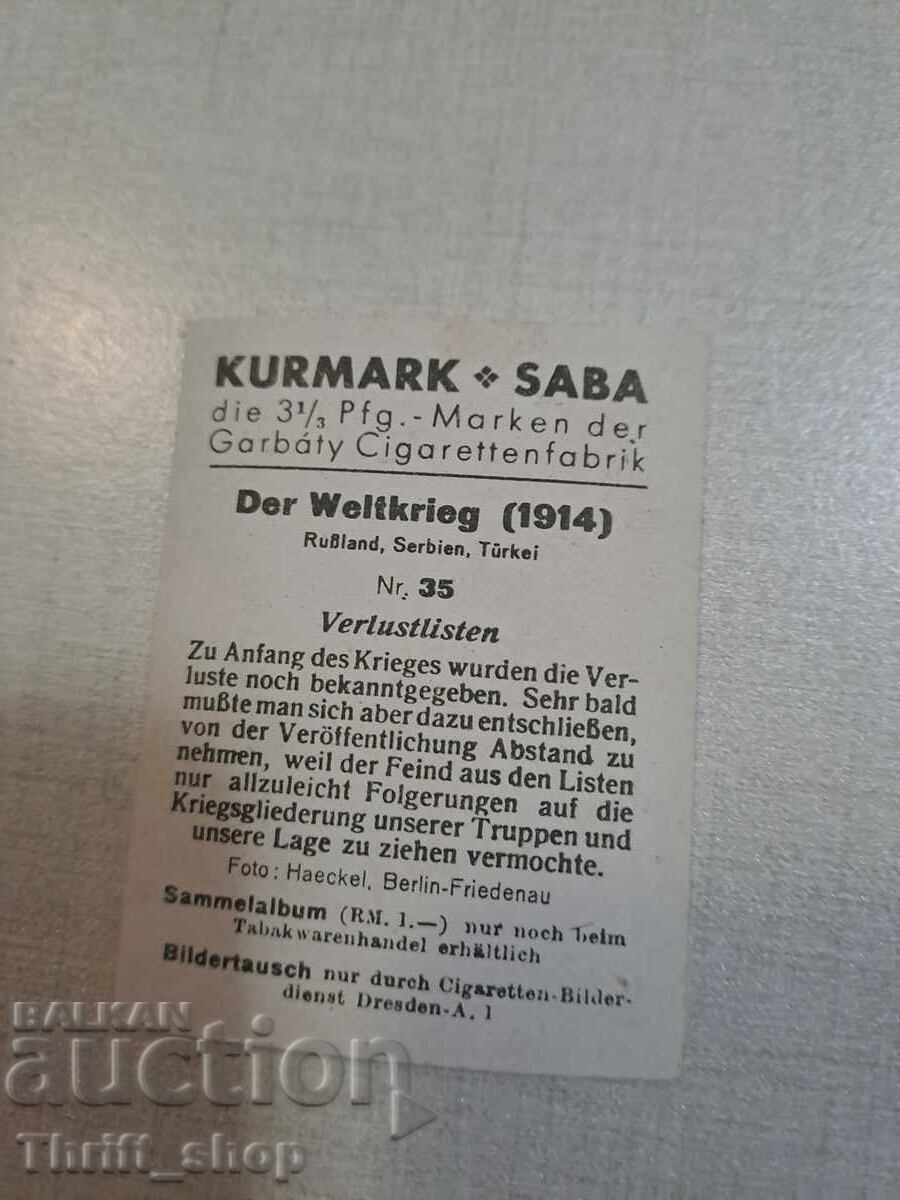 KURMARK ❖ SABA
die 3⅓ Pfg.-Marken der
Garbáty Cigarettenfabrik
Der Weltkrieg (1914)
Rußland, Serbien, Türkei
Nr. 35
Verlustlisten
Zu Anfang des Krieges wurden die Ver-
luste noch bekanntgegeben. Sehr bald
mußte man sich aber dazu entschließen,
von der Veröffentlichung Abstand zu
nehmen, weil der Feind aus den Listen
nur allzuleicht Folgerungen auf die
Kriegsgliederung unserer Truppen und
unsere Lage zu ziehen vermochte.
Foto: Haeckel, Berlin-Friedenau
Sammelalbum (RM. 1.—) nur noch beim
Tabakwarenhandel erhältlich
Bildertausch nur durch Cigaretten-Bilder-
dienst Dresden-A. 1
BALKAN
auction
Thrift_shop